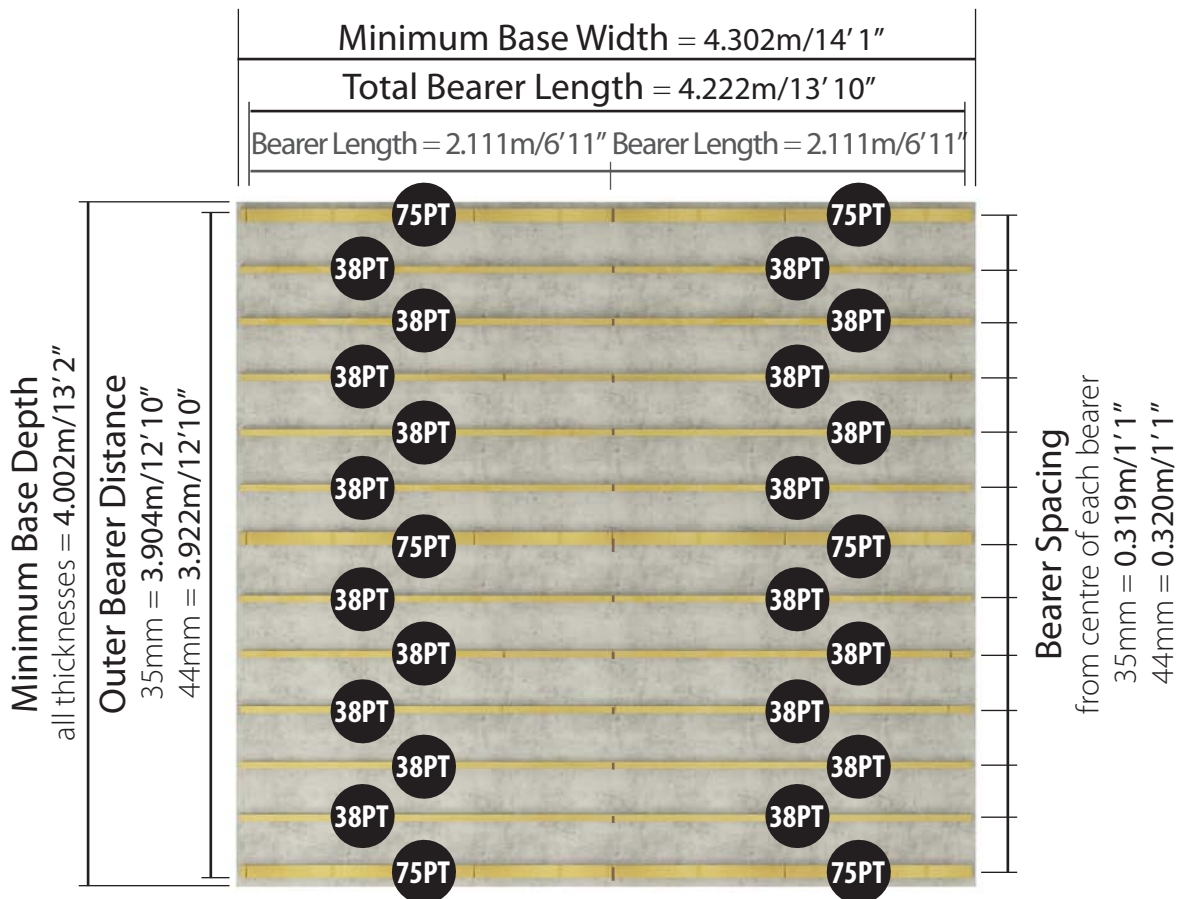 Minimum Base Width = 4.302m/14' 1"
Total Bearer Length = 4.222m/13' 10"
Bearer Length = 2.111m/6'11" Bearer Length = 2.111m/6'11"
Minimum Base Depth
all thicknesses = 4.002m/13' 2"
Outer Bearer Distance
35mm = 3.904m/12' 10"
44mm = 3.922m/12'10"
75PT 75PT
38PT 38PT
38PT 38PT
38PT 38PT
38PT 38PT
38PT 38PT
75PT 75PT
38PT 38PT
38PT 38PT
38PT 38PT
38PT 38PT
38PT 38PT
75PT 75PT
Bearer Spacing
from centre of each bearer
35mm = 0.319m/1' 1"
44mm = 0.320m/1' 1"